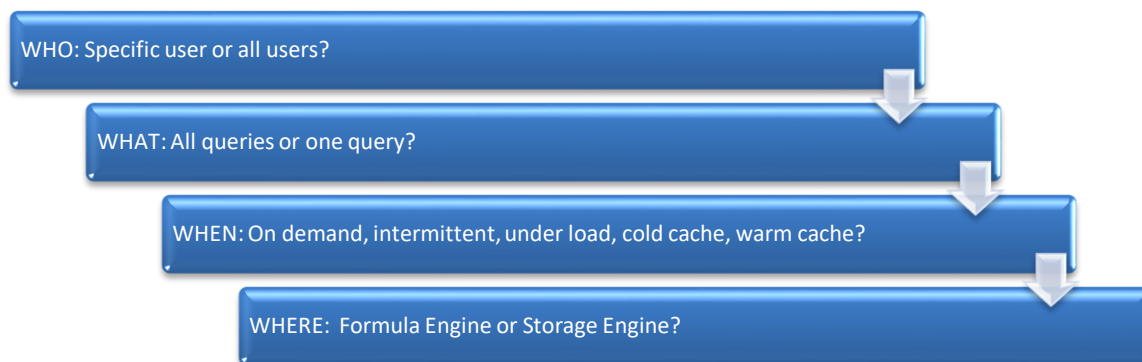 WHO: Specific user or all users?
WHAT: All queries or one query?
WHEN: On demand, intermittent, under load, cold cache, warm cache?
WHERE: Formula Engine or Storage Engine?